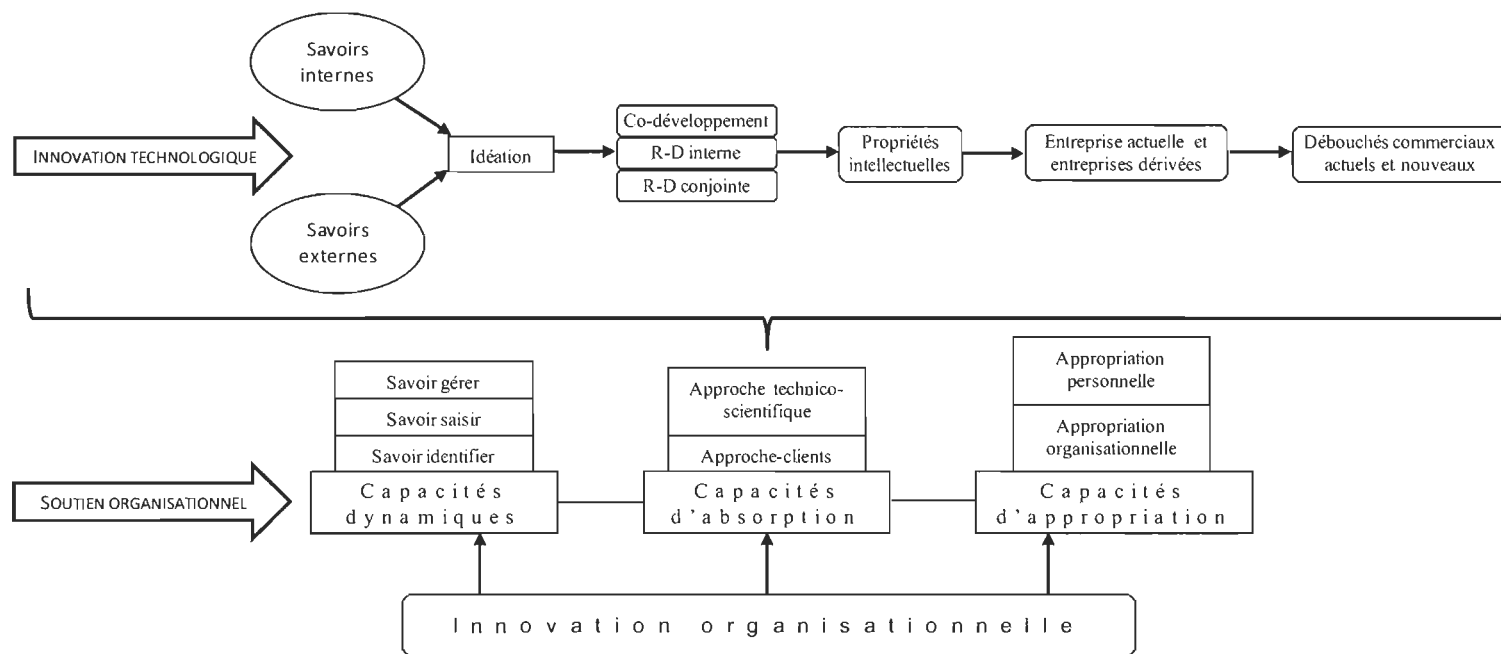 Savoirs
internes
INNOVATION TECHNOLOGIQUE
Idéation
Savoirs
externes
Co-développement
R-D interne
R-D conjointe
Propriétés
intellectuelles
Entreprise actuelle et
entreprises dérivées
Débouchés commerciaux
actuels et nouveaux
SOUTIEN ORGANISATIONNEL
Savoir gérer
Savoir saisir
Savoir identifier
Capacités
dynamiques
Approche technico-
scientifique
Approche-clients
Capacités
d'absorption
Appropriation
personnelle
Appropriation
organisationnelle
Capacités
d'appropriation
Innovation organisationnelle